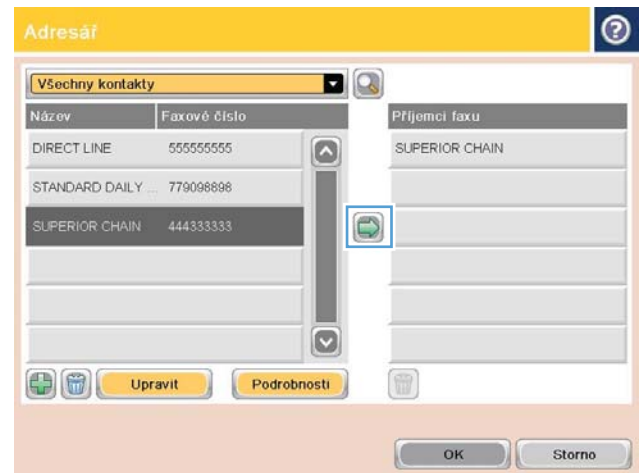 Adresář
Všechny kontakty
Název Faxové číslo Příjemci faxu
DIRECT LINE 555555555 SUPERIOR CHAIN
STANDARD DAILY ... 779098898
SUPERIOR CHAIN 444333333
Upravit Podrobnosti
OK Storno